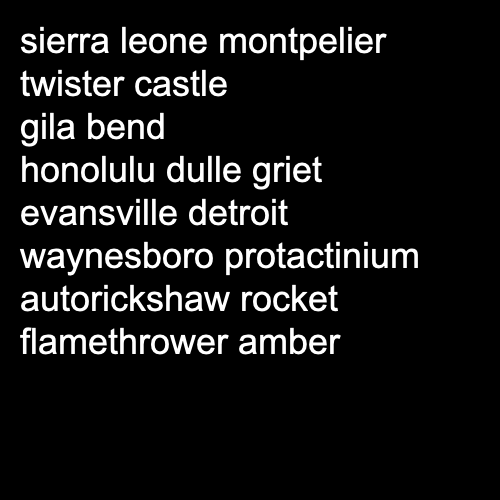 sierra leone montpelier
twister castle
gila bend
honolulu dulle griet
evansville detroit
waynesboro protactinium
autorickshaw rocket
flamethrower amber